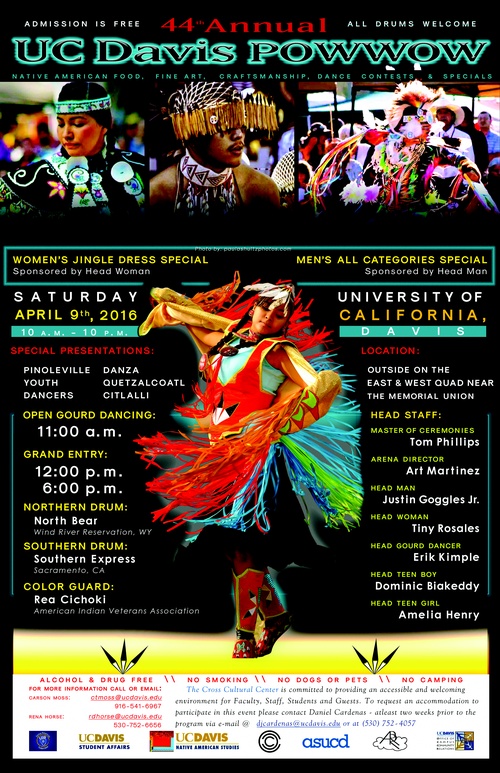 ADMISSION IS FREE
44th Annual
ALL DRUMS WELCOME
UC Davis POWWOW
NATIVE AMERICAN FOOD, FINE ART, CRAFTSMANSHIP, DANCE CONTESTS & SPECIALS
WOMEN'S JINGLE DRESS SPECIAL
Sponsored by Head Woman
MEN'S ALL CATEGORIES SPECIAL
Sponsored by Head Man
SATURDAY
APRIL 9th, 2016
10 A.M. - 10 P.M.
UNIVERSITY OF
CALIFORNIA,
DAVIS
SPECIAL PRESENTATIONS:
PINOLEVILLE
YOUTH
DANCERS
DANZA
QUETZALCOATL
CITLALLI
OPEN GOURD DANCING:
11:00 a.m.
GRAND ENTRY:
12:00 p.m.
6:00 p.m.
NORTHERN DRUM:
North Bear
Wind River Reservation, WY
SOUTHERN DRUM:
Southern Express
Sacramento, CA
COLOR GUARD:
Rea Cichoki
American Indian Veterans Association
LOCATION:
OUTSIDE ON THE
EAST & WEST QUAD NEAR
THE MEMORIAL UNION
HEAD STAFF:
MASTER OF CEREMONIES
Tom Phillips
ARENA DIRECTOR
Art Martinez
HEAD MAN
Justin Goggles Jr.
HEAD WOMAN
Tiny Rosales
HEAD GOURD DANCER
Erik Kimple
HEAD TEEN BOY
Dominic Biakeddy
HEAD TEEN GIRL
Amelia Henry
ALCOHOL & DRUG FREE \\ NO SMOKING \\ NO DOGS OR PETS \\ NO CAMPING
FOR MORE INFORMATION CALL OR EMAIL:
CARSON MOSS: ctmoss@ucdavis.edu
916-541-6967
RENA HORSE: rdhorse@ucdavis.edu
530-752-6656
The Cross Cultural Center is committed to providing an accessible and welcoming
environment for Faculty, Staff, Students and Guests. To request an accommodation to
participate in this event please contact Daniel Cardenas - atleast two weeks prior to the
program via e-mail @ djcardenas@ucdavis.edu or at (530) 752-4057
UCDAVIS
STUDENT AFFAIRS
UCDAVIS
NATIVE AMERICAN STUDIES
asucd
UCDAVIS